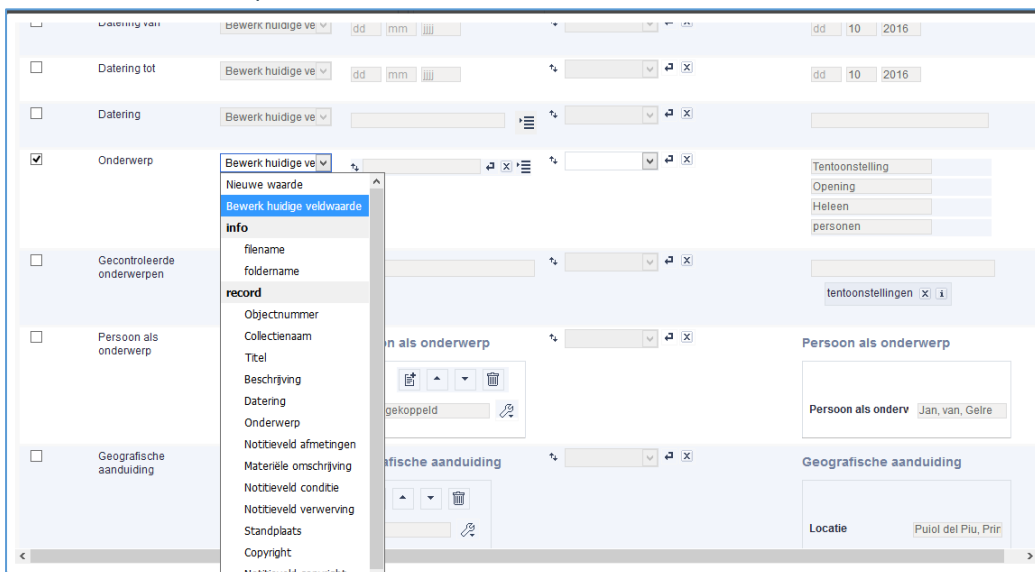 Datering van Bewerk huidige ve dd mm jjjj dd 10 2016
Datering tot Bewerk huidige ve dd mm jjjj dd 10 2016
Datering Bewerk huidige ve
Onderwerp Bewerk huidige ve Tentoonstelling
Nieuwe waarde Opening
Bewerk huidige veldwaarde Heleen
info personen
filename
Gecontroleerde
onderwerpen
foldername
record tentoonstellingen
Objectnummer
Persoon als
onderwerp
Collectienaam n als onderwerp Persoon als onderwerp
Titel
Beschrijving
Datering gekoppeld Persoon als onderw Jan, van, Gelre
Onderwerp
Notitieveld afmetingen
Geografische
aanduiding
Materiële omschrijving afische aanduiding Geografische aanduiding
Notitieveld conditie
Notitieveld verwerving
Standplaats Locatie Puiol del Piu, Prin
Copyright
Notitieveld copyright